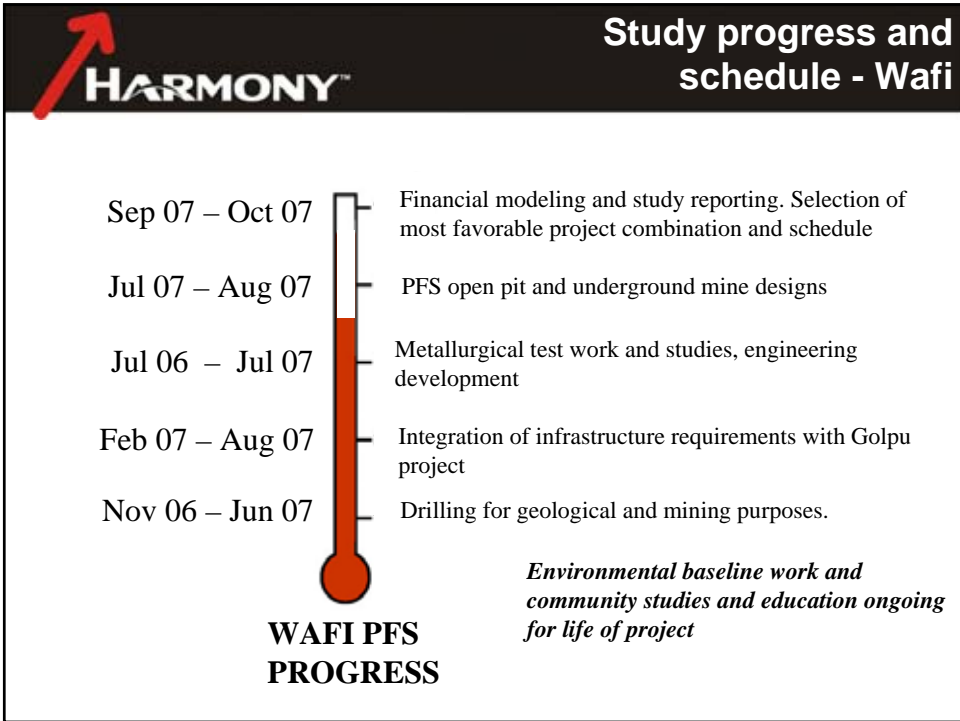 HARMONY™
Study progress and
schedule - Wafi
Sep 07 – Oct 07
Financial modeling and study reporting. Selection of
most favorable project combination and schedule
Jul 07 – Aug 07
PFS open pit and underground mine designs
Jul 06 – Jul 07
Metallurgical test work and studies, engineering
development
Feb 07 – Aug 07
Integration of infrastructure requirements with Golpu
project
Nov 06 – Jun 07
Drilling for geological and mining purposes.
Environmental baseline work and
community studies and education ongoing
for life of project
WAFI PFS
PROGRESS